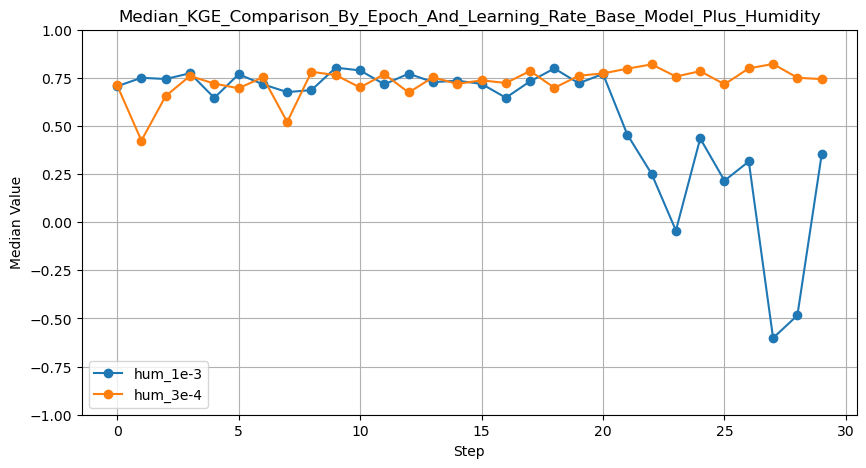 Median_KGE_Comparison_By_Epoch_And_Learning_Rate_Base_Model_Plus_Humidity
Median Value
1.00
0.75
0.50
0.25
0.00
−0.25
−0.50
−0.75
−1.00
hum_1e-3
hum_3e-4
0 5 10 15 20 25 30
Step